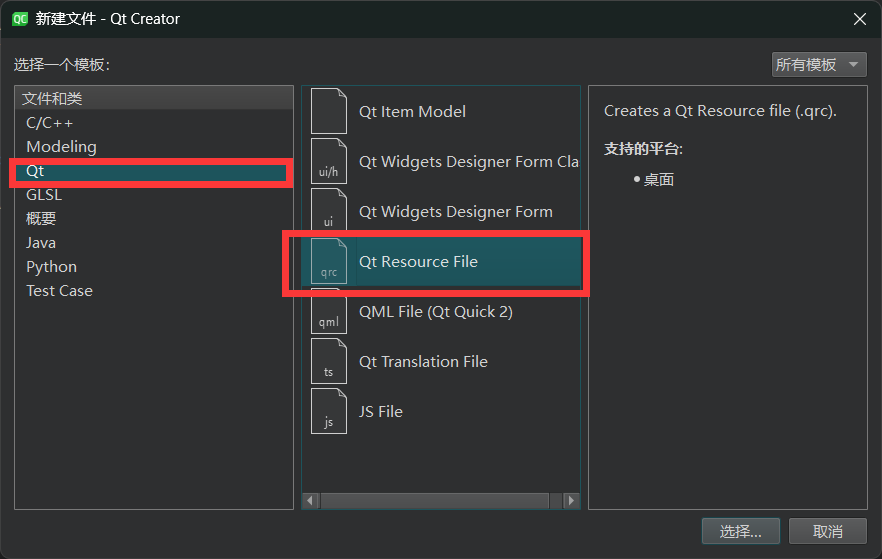 QC 新建文件 - Qt Creator
选择一个模板:
所有模板
文件和类
C/C++
Modeling
Qt
GLSL
概要
Java
Python
Test Case
Qt Item Model
ui/h Qt Widgets Designer Form Cla
ui Qt Widgets Designer Form
qrc Qt Resource File
qml QML File (Qt Quick 2)
ts Qt Translation File
js JS File
Creates a Qt Resource file (.qrc).
支持的平台:
• 桌面
选择...
取消